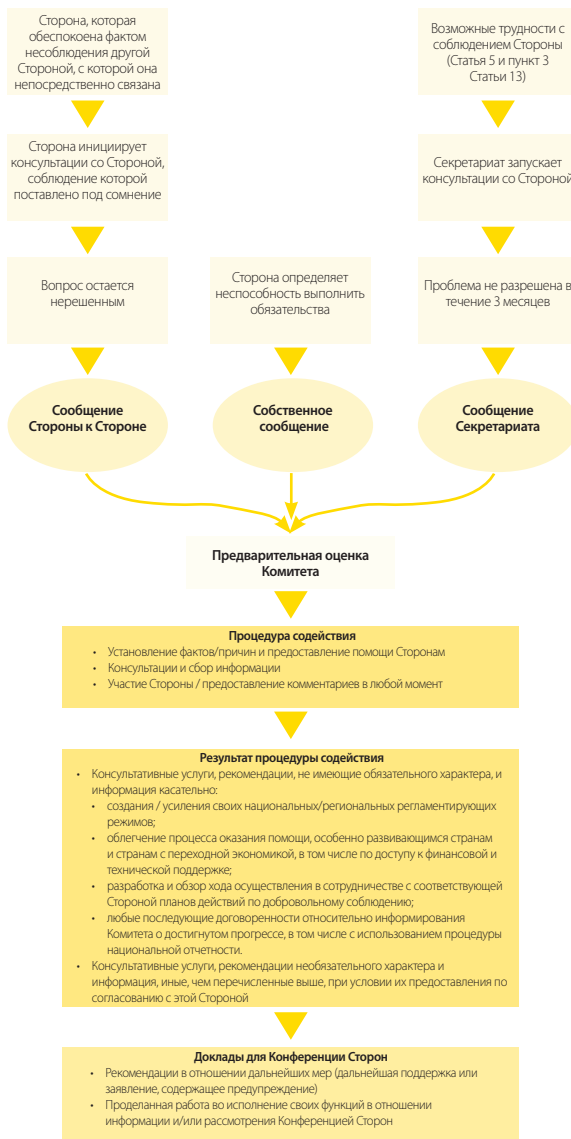 Сторона, которая
обеспокоена фактом
несоблюдения другой
Стороной, с которой она
непосредственно связана
Сторона инициирует
консультации со Стороной,
соблюдение которой
поставлено под сомнение
Вопрос остается
нерешенным
Сообщение
Стороны к Стороне
Сторона определяет
неспособность выполнить
обязательства
Собственное
сообщение
Возможные трудности с
соблюдением Стороны
(Статья 5 и пункт 3
Статьи 13)
Секретариат запускает
консультации со Стороной
Проблема не разрешена в
течение 3 месяцев
Сообщение
Секретариата
Предварительная оценка
Комитета
Процедура содействия
• Установление фактов/причин и предоставление помощи Сторонам
• Консультации и сбор информации
• Участие Стороны / предоставление комментариев в любой момент
Результат процедуры содействия
• Консультативные услуги, рекомендации, не имеющие обязательного характера, и
информация касательно:
• создания / усиления своих национальных/региональных регламентирующих
режимов;
• облегчение процесса оказания помощи, особенно развивающимся странам
и странам с переходной экономикой, в том числе по доступу к финансовой и
технической поддержке;
• разработка и обзор хода осуществления в сотрудничестве с соответствующей
Стороной планов действий по добровольному соблюдению;
• любые последующие договоренности относительно информирования
Комитета о достигнутом прогрессе, в том числе с использованием процедуры
национальной отчетности.
• Консультативные услуги, рекомендации необязательного характера и
информация, иные, чем перечисленные выше, при условии их предоставления по
согласованию с этой Стороной
Доклады для Конференции Сторон
• Рекомендации в отношении дальнейших мер (дальнейшая поддержка или
заявление, содержащее предупреждение)
• Проделанная работа во исполнение своих функций в отношении
информации и/или рассмотрения Конференцией Сторон